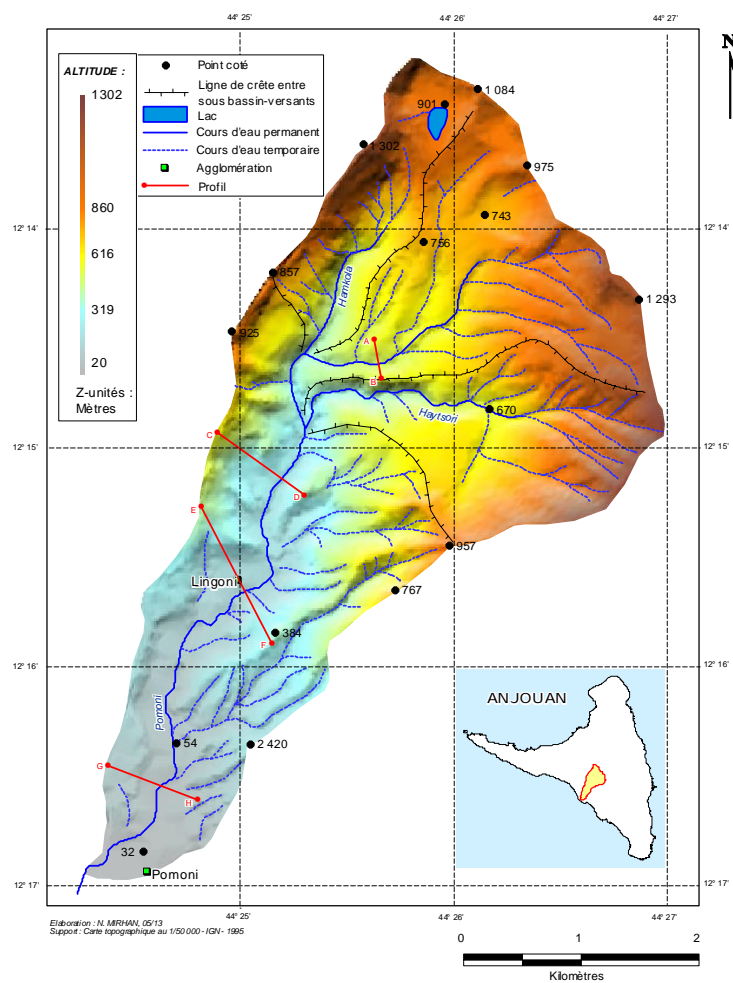 44° 25'
44° 26'
44° 27'
N
ALTITUDE :
1302
860
616
319
20
Z-unités :
Mètres
Point coté
Ligne de crête entre
sous bassin-versants
Lac
Cours d'eau permanent
Cours d'eau temporaire
Agglomération
Profil
901
1 084
1 302
975
743
756
12° 14'
12° 14'
857
Hamkola
1 293
925
A
B
Haytsori
670
C
12° 15'
12° 15'
D
E
957
Lingoni
767
384
F
12° 16'
12° 16'
Pomoni
54
2 420
G
H
32
Pomoni
12° 17'
12° 17'
ANJOUAN
44° 25'
44° 26'
44° 27'
Elaboration : N. MIRHAN, 05/13
Support : Carte topographique au 1/50 000 - IGN - 1995
0 1 2
Kilomètres